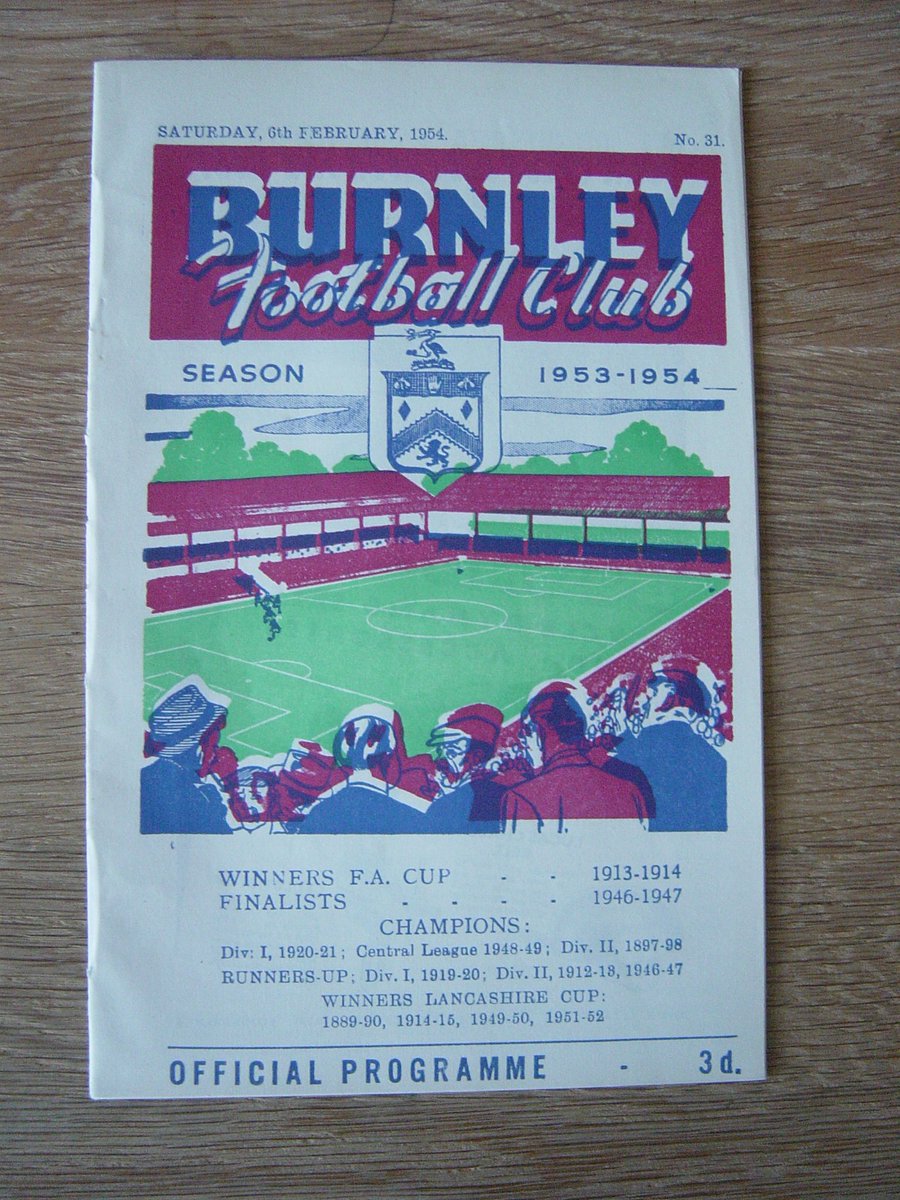 SATURDAY, 6th FEBRUARY, 1954. No. 31.
BURNLEY
Football Club
SEASON 1953-1954
WINNERS F.A. CUP - - 1913-1914
FINALISTS - - - - 1946-1947
CHAMPIONS:
Div: I, 1920-21; Central League 1948-49; Div. II, 1897-98
RUNNERS-UP; Div. I, 1919-20; Div. II, 1912-13, 1946-47
WINNERS LANCASHIRE CUP:
1889-90, 1914-15, 1949-50, 1951-52
OFFICIAL PROGRAMME - 3d.